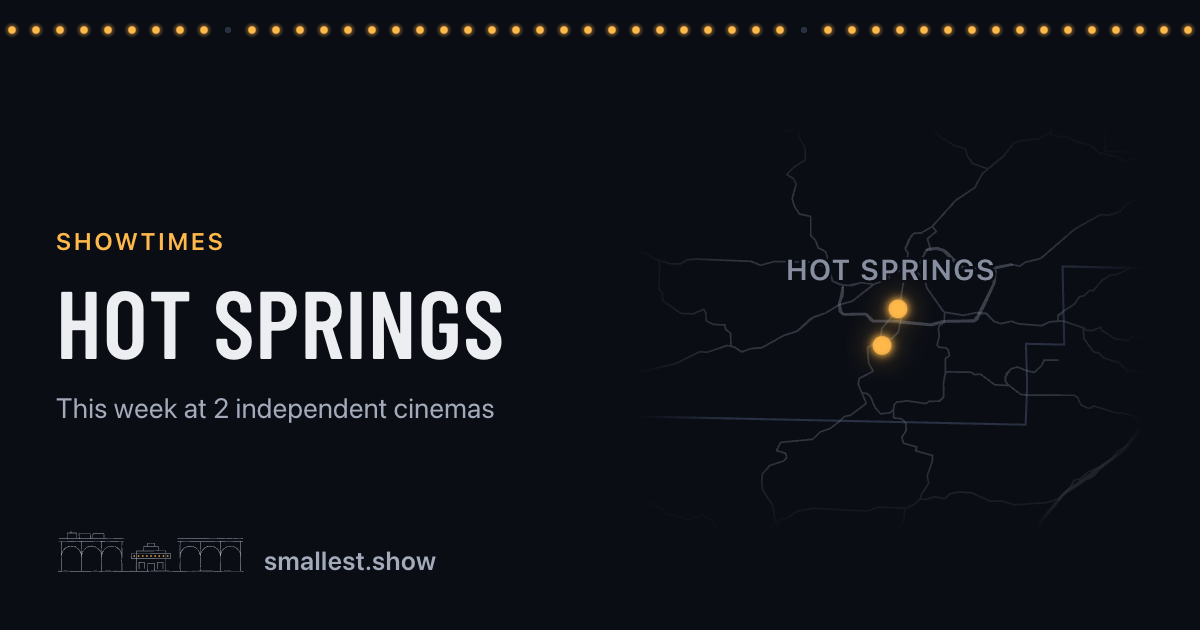 SHOWTIMES
HOT SPRINGS
This week at 2 independent cinemas
HOT SPRINGS
smallest.show